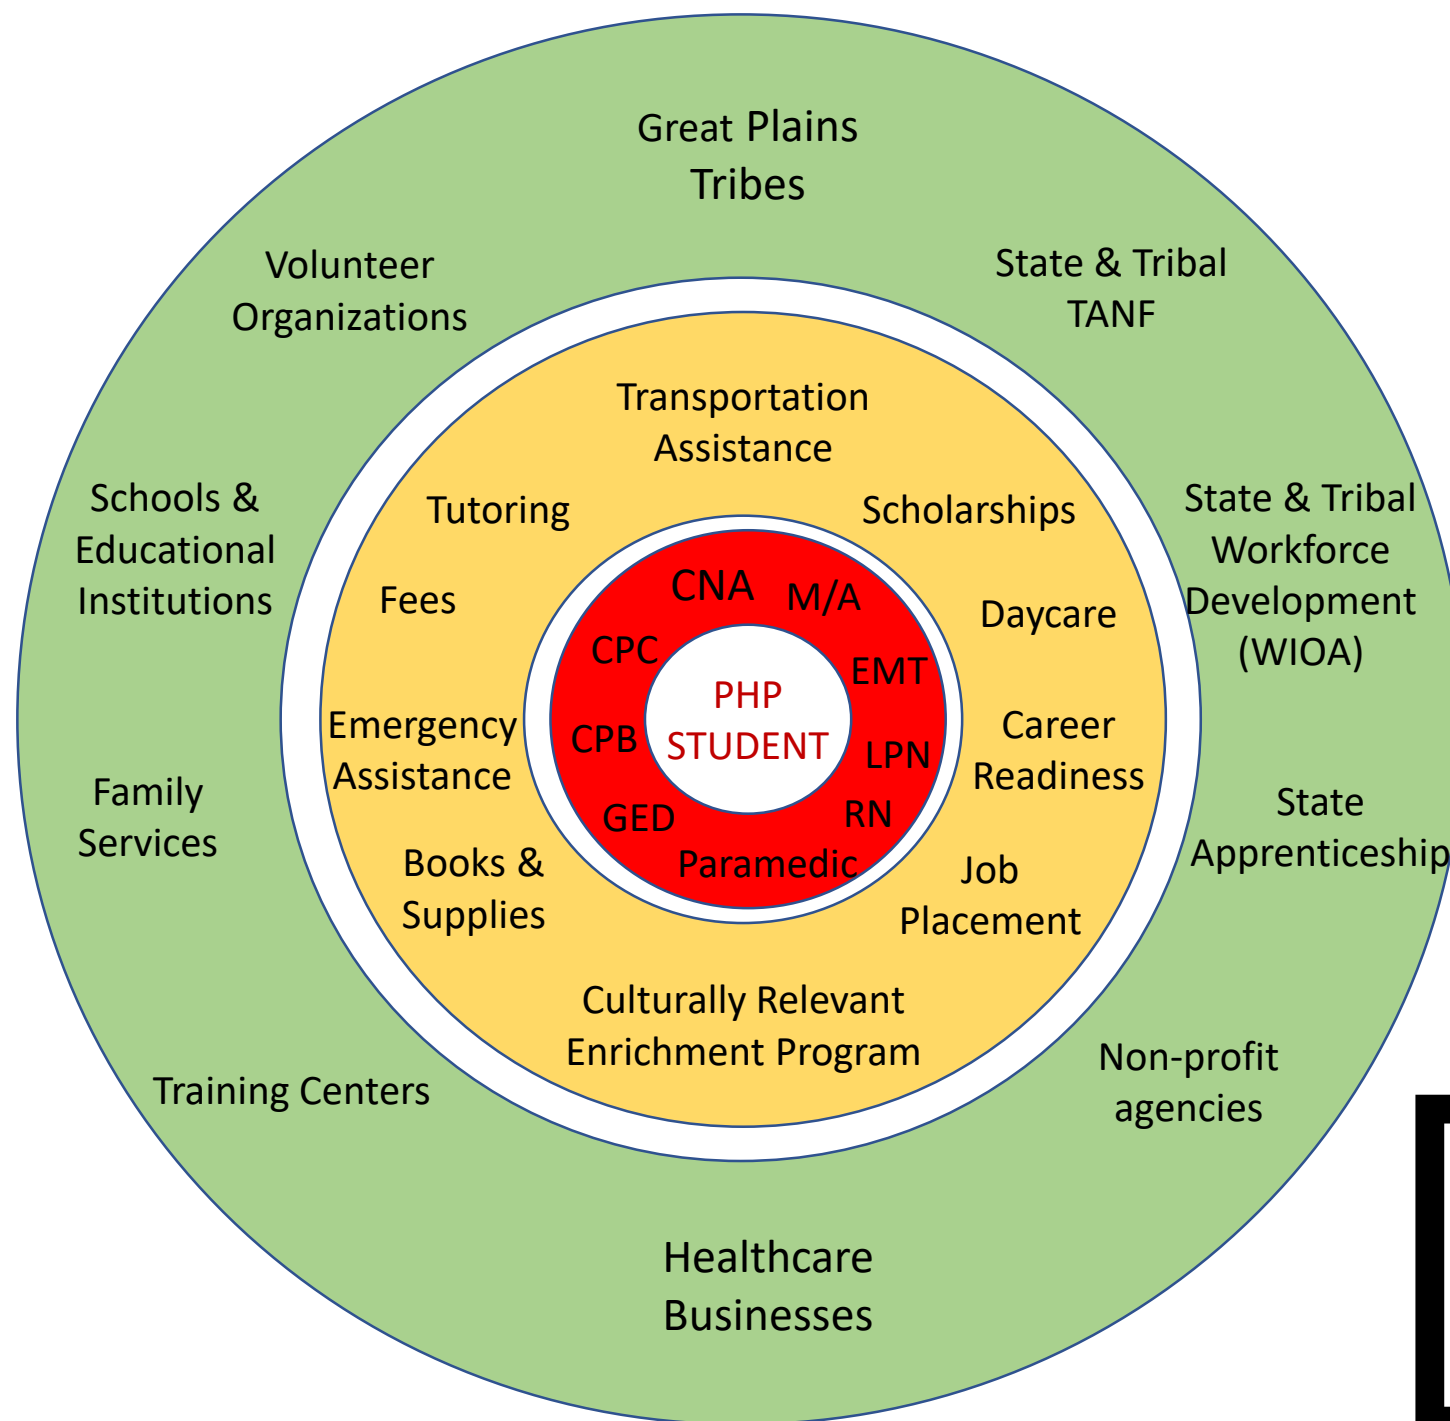 Great Plains
Tribes
Volunteer
Organizations
State & Tribal
TANF
Transportation
Assistance
Schools &
Educational
Institutions
Tutoring
Scholarships
State & Tribal
Workforce
Development
(WIOA)
Fees
CNA
M/A
Daycare
CPC
EMT
PHP
STUDENT
Emergency
Assistance
CPB
LPN
Career
Readiness
Family
Services
GED
RN
State
Apprenticeship
Paramedic
Books &
Supplies
Job
Placement
Culturally Relevant
Enrichment Program
Training Centers
Non-profit
agencies
Healthcare
Businesses